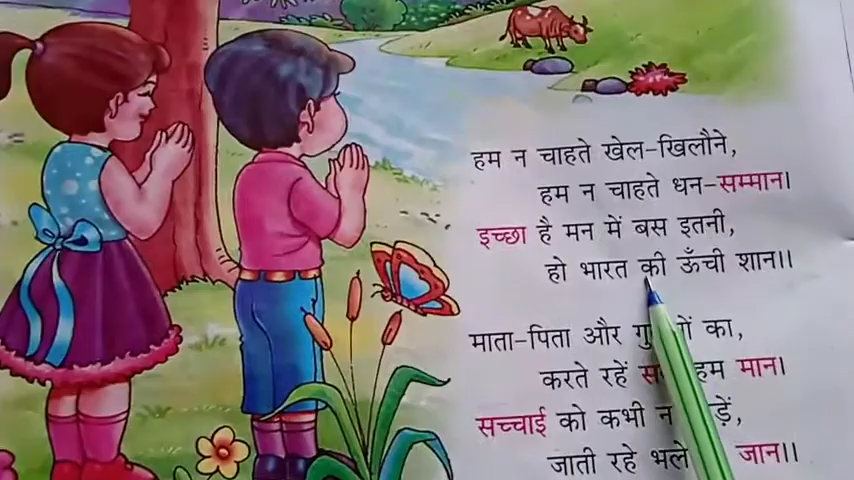 हम न चाहते खेल-खिलौने,
हम न चाहते धन-सम्मान।
इच्छा है मन में बस इतनी,
हो भारत की ऊँची शान।।
माता-पिता और का,
करते रहें हम मान।
सच्चाई को कभी न
जाती रहे भले जान।।